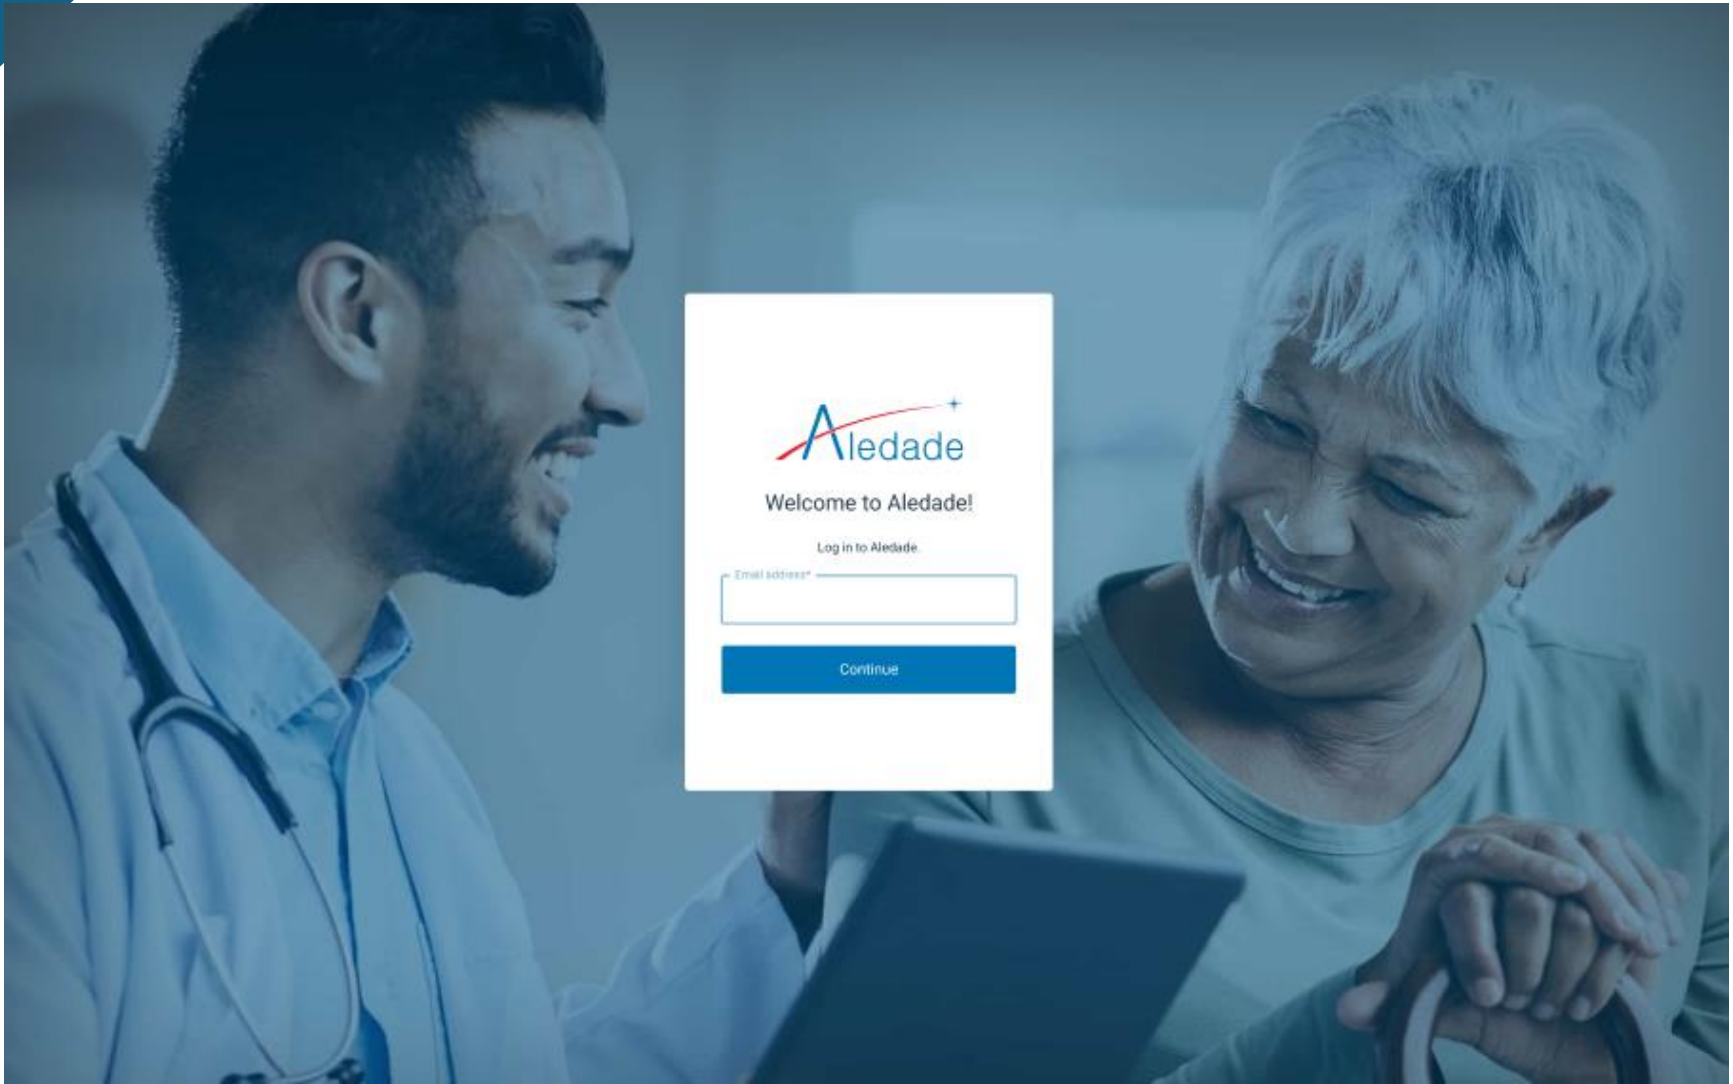 Aledade
Welcome to Aledade!
Log in to Aledade.
Email address*
Continue